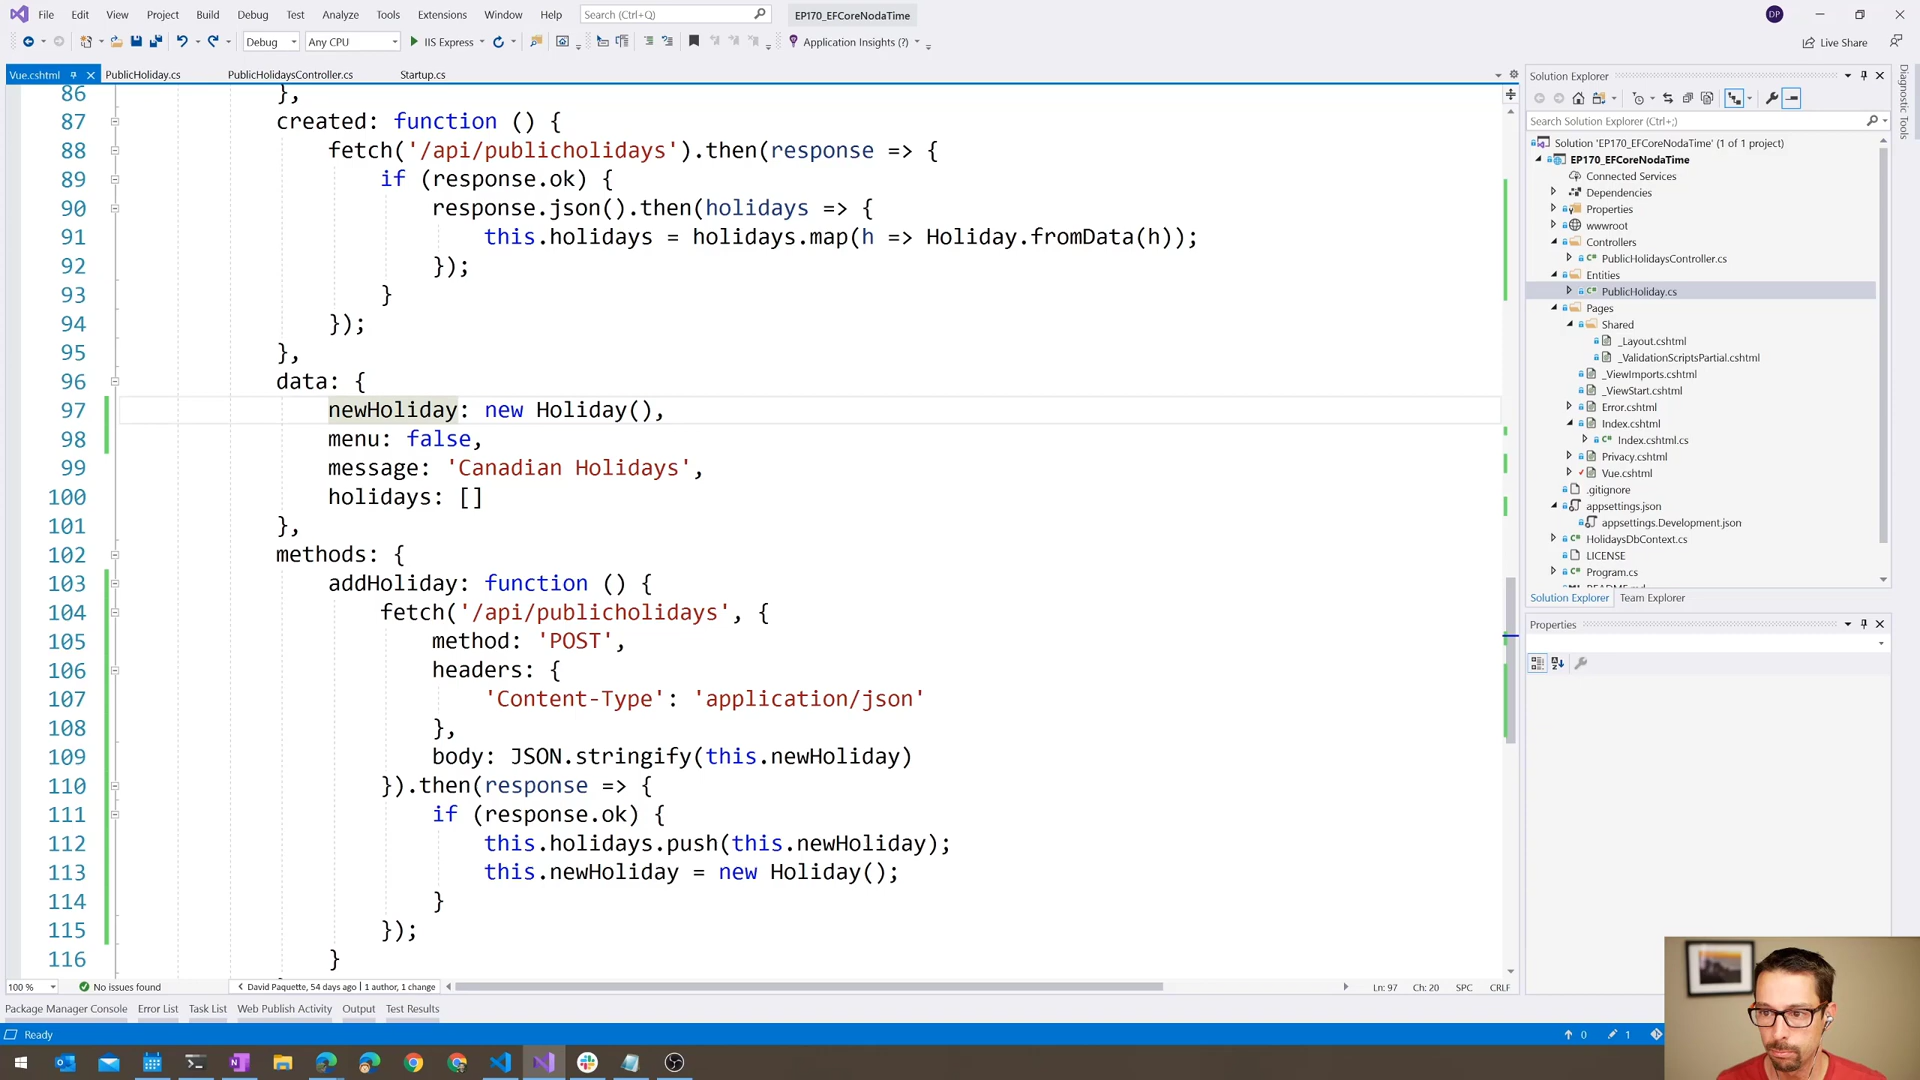 File Edit View Project Build Debug Test Analyze Tools Extensions Window Help Search (Ctrl+Q) EP170_EFCoreNodaTime DP
Debug Any CPU IIS Express Application Insights (?) Live Share
Vue.cshtml PublicHoliday.cs PublicHolidaysController.cs Startup.cs
86 },
87 created: function () {
88 fetch('/api/publicholidays').then(response => {
89 if (response.ok) {
90 response.json().then(holidays => {
91 this.holidays = holidays.map(h => Holiday.fromData(h));
92 });
93 }
94 });
95 },
96 data: {
97 newHoliday: new Holiday(),
98 menu: false,
99 message: 'Canadian Holidays',
100 holidays: []
101 },
102 methods: {
103 addHoliday: function () {
104 fetch('/api/publicholidays', {
105 method: 'POST',
106 headers: {
107 'Content-Type': 'application/json'
108 },
109 body: JSON.stringify(this.newHoliday)
110 }).then(response => {
111 if (response.ok) {
112 this.holidays.push(this.newHoliday);
113 this.newHoliday = new Holiday();
114 }
115 });
116 }
100 % No issues found David Paquette, 54 days ago | 1 author, 1 change Ln: 97 Ch: 20 SPC CRLF
Package Manager Console Error List Task List Web Publish Activity Output Test Results
Ready 0 1
Solution Explorer
Search Solution Explorer (Ctrl+;)
Solution 'EP170_EFCoreNodaTime' (1 of 1 project)
EP170_EFCoreNodaTime
Connected Services
Dependencies
Properties
wwwroot
Controllers
PublicHolidaysController.cs
Entities
PublicHoliday.cs
Pages
Shared
_Layout.cshtml
_ValidationScriptsPartial.cshtml
_ViewImports.cshtml
_ViewStart.cshtml
Error.cshtml
Index.cshtml
Index.cshtml.cs
Privacy.cshtml
Vue.cshtml
.gitignore
appsettings.json
appsettings.Development.json
HolidaysDbContext.cs
LICENSE
Program.cs
Solution Explorer Team Explorer
Properties
Diagnostic Tools